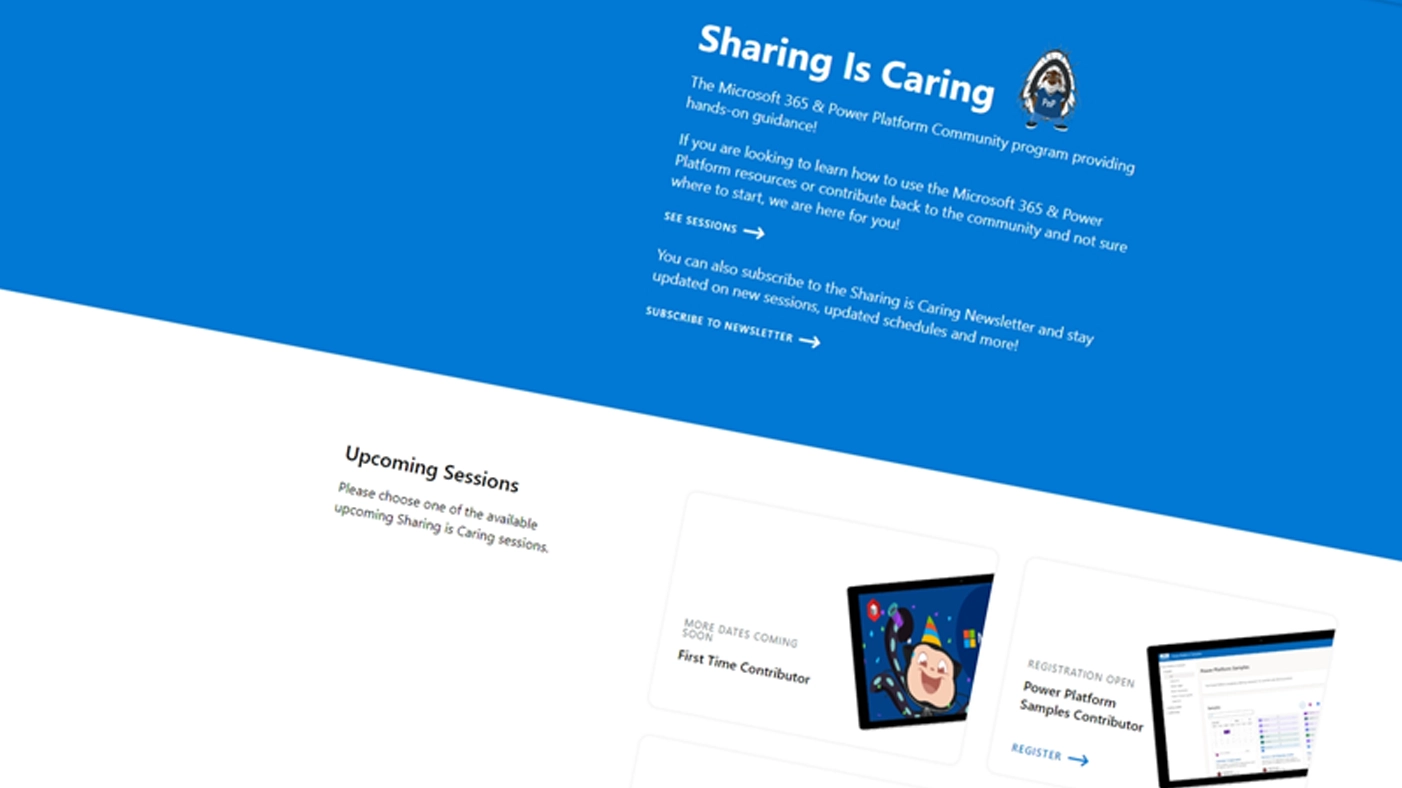 Sharing Is Caring
PnP
The Microsoft 365 & Power Platform Community program providing
hands-on guidance!
If you are looking to learn how to use the Microsoft 365 & Power
Platform resources or contribute back to the community and not sure
where to start, we are here for you!
SEE SESSIONS
You can also subscribe to the Sharing is Caring Newsletter and stay
updated on new sessions, updated schedules and more!
SUBSCRIBE TO NEWSLETTER
Upcoming Sessions
Please choose one of the available
upcoming Sharing is Caring sessions.
MORE DATES COMING
SOON
First Time Contributor
REGISTRATION OPEN
Power Platform
Samples Contributor
REGISTER
Power Platform Samples